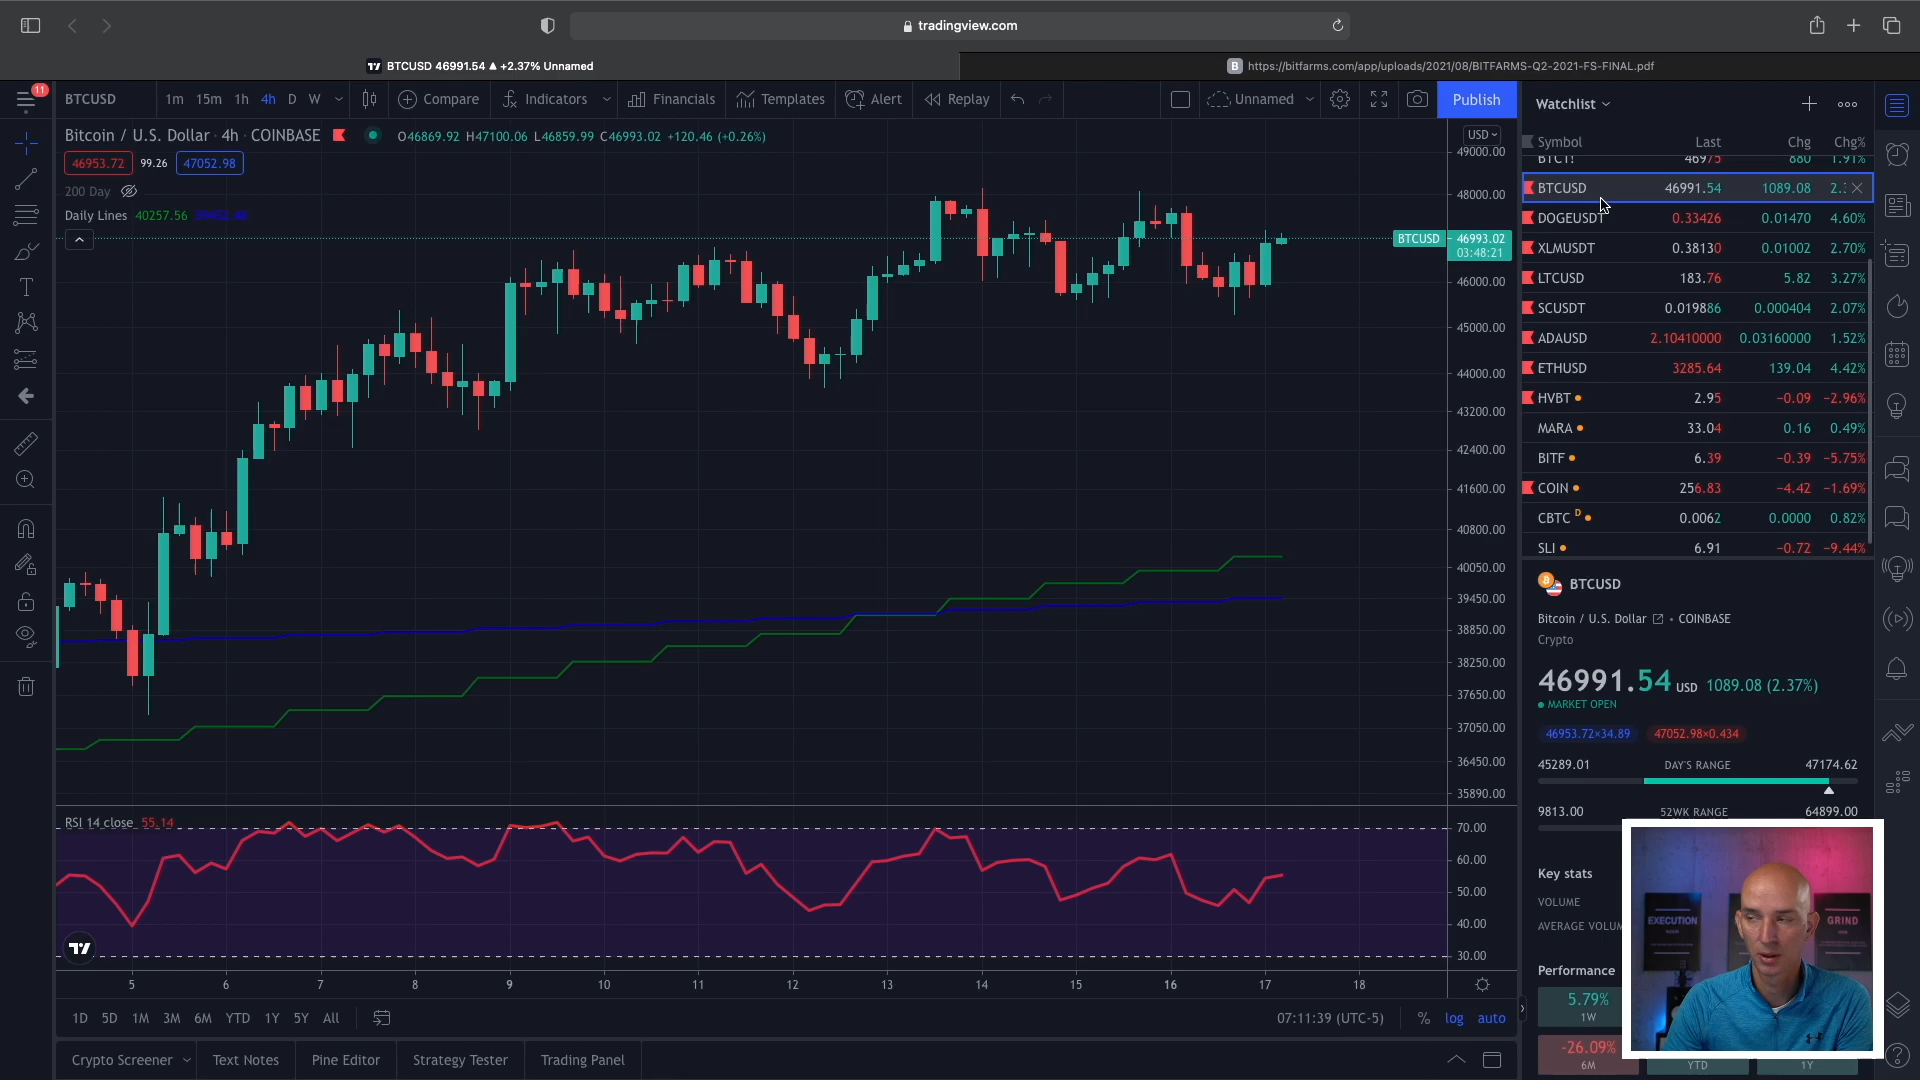 tradingview.com
BTCUSD 46991.54 ▲ +2.37% Unnamed
B https://bitfarms.com/app/uploads/2021/08/BITFARMS-Q2-2021-FS-FINAL.pdf
11
BTCUSD 1m 15m 1h 4h D W Compare Indicators Financials Templates Alert Replay Unnamed Publish
Bitcoin / U.S. Dollar · 4h · COINBASE O46869.92 H47100.06 L46859.99 C46993.02 +120.46 (+0.26%)
46953.72 99.26 47052.98
200 Day
Daily Lines 40257.56
USD
49000.00
48000.00
BTCUSD 46993.02
03:48:21
46000.00
45000.00
44000.00
43200.00
42400.00
41600.00
40800.00
40050.00
39450.00
38850.00
38250.00
37650.00
37050.00
36450.00
35890.00
RSI 14 close 55.14
70.00
60.00
50.00
40.00
30.00
5 6 7 8 9 10 11 12 13 14 15 16 17 18
1D 5D 1M 3M 6M YTD 1Y 5Y All
07:11:39 (UTC-5) % log auto
Crypto Screener Text Notes Pine Editor Strategy Tester Trading Panel
Watchlist
Symbol Last Chg Chg%
BTC1! 46975 880 1.91%
BTCUSD 46991.54 1089.08 2.:
DOGEUSDT 0.33426 0.01470 4.60%
XLMUSDT 0.38130 0.01002 2.70%
LTCUSD 183.76 5.82 3.27%
SCUSDT 0.019886 0.000404 2.07%
ADAUSD 2.10410000 0.03160000 1.52%
ETHUSD 3285.64 139.04 4.42%
HVBT 2.95 −0.09 −2.96%
MARA 33.04 0.16 0.49%
BITF 6.39 −0.39 −5.75%
COIN 256.83 −4.42 −1.69%
CBTC D 0.0062 0.0000 0.82%
SLI 6.91 −0.72 −9.44%
BTCUSD
Bitcoin / U.S. Dollar • COINBASE
Crypto
46991.54 USD 1089.08 (2.37%)
MARKET OPEN
46953.72×34.89 47052.98×0.434
45289.01 DAY'S RANGE 47174.62
9813.00 52WK RANGE 64899.00
Key stats
VOLUME
AVERAGE VOLUM
Performance
5.79%
1W
-26.09%
6M YTD 1Y
EXECUTION
GRIND